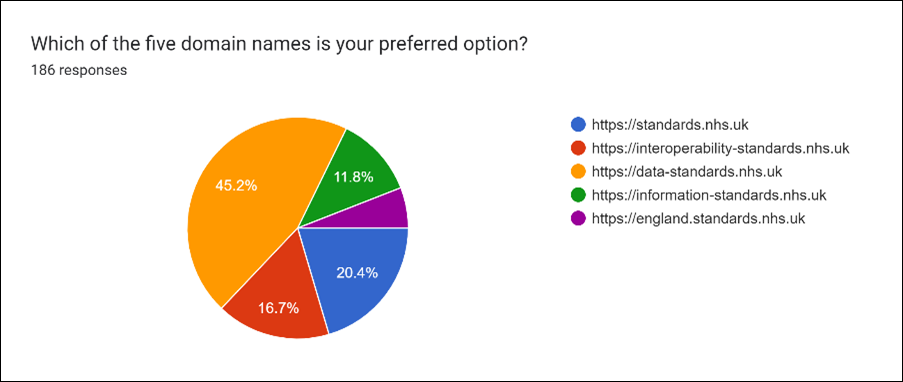 Which of the five domain names is your preferred option?
186 responses
45.2%
11.8%
20.4%
16.7%
https://standards.nhs.uk
https://interoperability-standards.nhs.uk
https://data-standards.nhs.uk
https://information-standards.nhs.uk
https://england.standards.nhs.uk